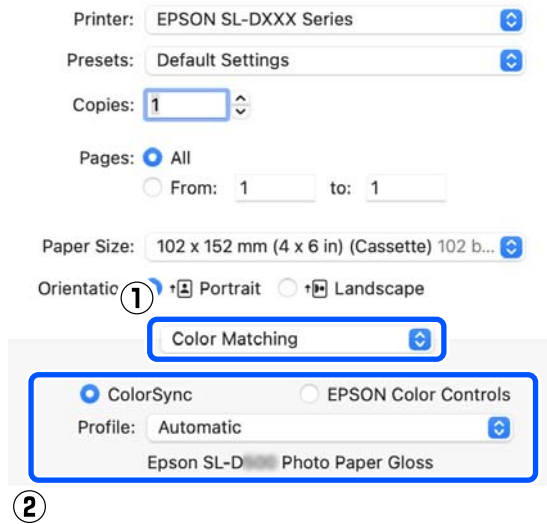 Printer: EPSON SL-DXXX Series
Presets: Default Settings
Copies: 1
Pages: All
From: 1 to: 1
Paper Size: 102 x 152 mm (4 x 6 in) (Cassette) 102 b...
Orientatio Portrait Landscape
1
Color Matching
ColorSync EPSON Color Controls
Profile: Automatic
Epson SL-D Photo Paper Gloss
2